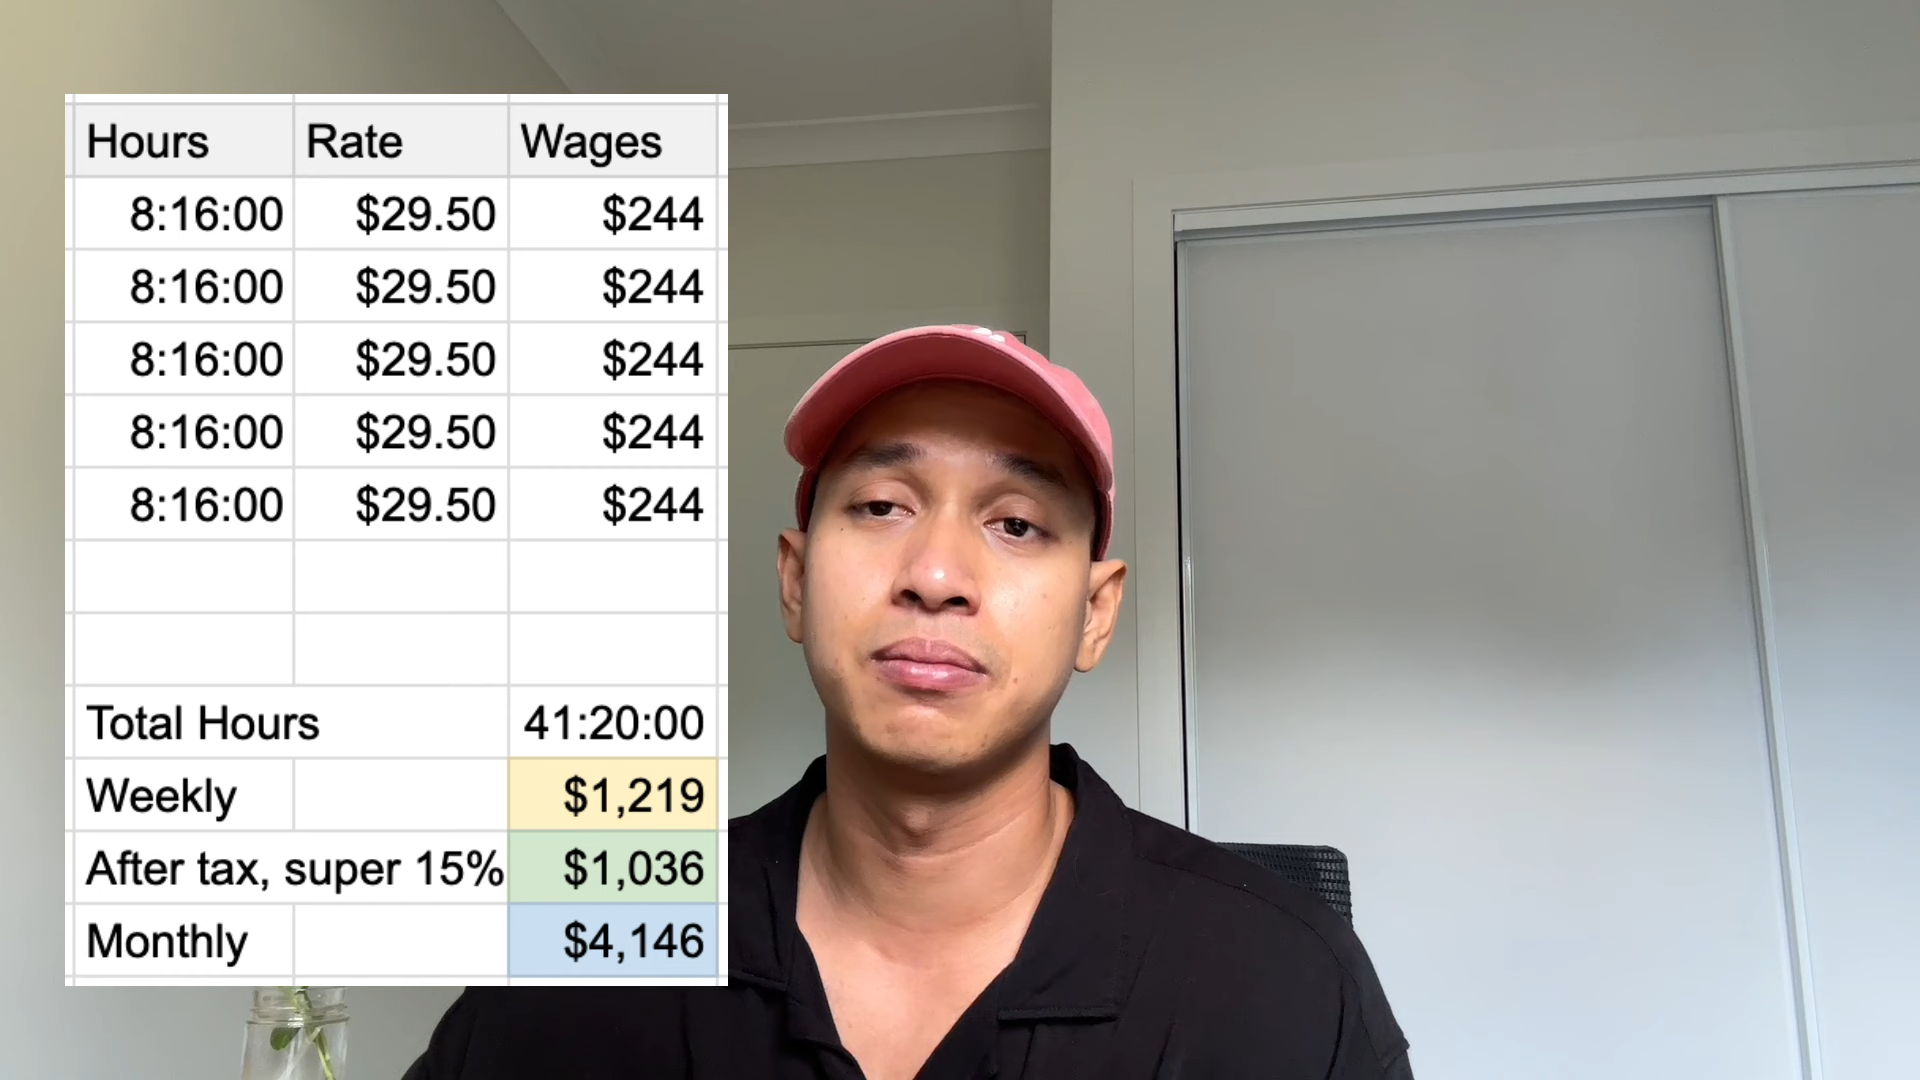 Hours Rate Wages
8:16:00 $29.50 $244
8:16:00 $29.50 $244
8:16:00 $29.50 $244
8:16:00 $29.50 $244
8:16:00 $29.50 $244
Total Hours 41:20:00
Weekly $1,219
After tax, super 15% $1,036
Monthly $4,146